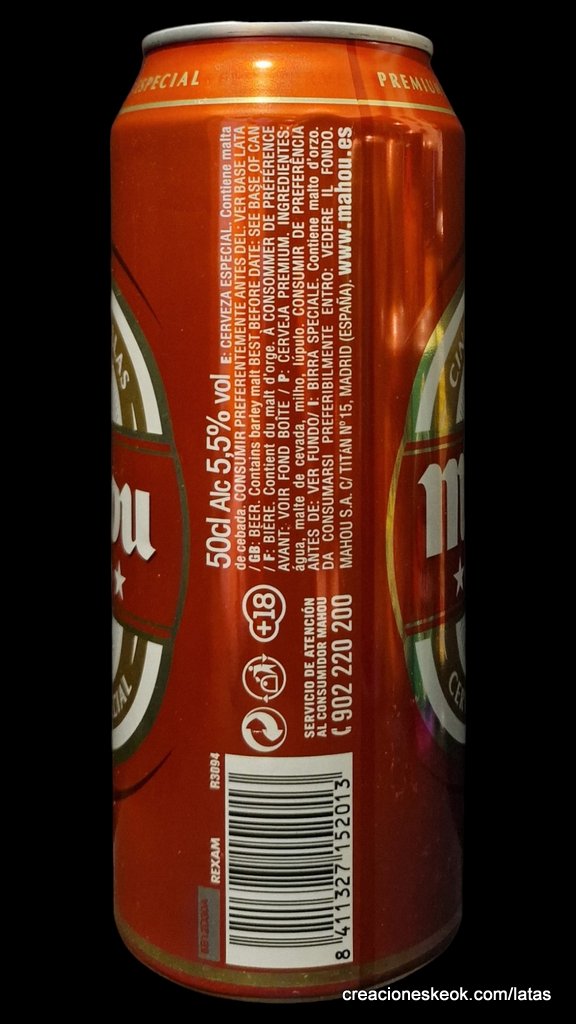 ESPECIAL
PREMIUM
50cl Alc 5,5% vol E: CERVEZA ESPECIAL. Contiene malta
de cebada. CONSUMIR PREFERENTEMENTE ANTES DEL: VER BASE LATA
/ GB: BEER. Contains barley malt BEST BEFORE DATE: SEE BASE OF CAN
/ F: BIÈRE. Contient du malt d'orge. À CONSOMMER DE PRÉFÉRENCE
AVANT: VOIR FOND BOÎTE / P: CERVEJA PREMIUM. INGREDIENTES:
água, malte de cevada, milho, lúpulo. CONSUMIR DE PREFERÊNCIA
ANTES DE: VER FUNDO/ I: BIRRA SPECIALE. Contiene malto d'orzo.
DA CONSUMARSI PREFERIBILMENTE ENTRO: VEDERE IL FONDO.
MAHOU S.A. C/ TITÁN Nº 15, MADRID (ESPAÑA). www.mahou.es
+18
SERVICIO DE ATENCIÓN
AL CONSUMIDOR MAHOU
902 220 200
REXAM R3094
8 411327 152013
creacioneskeok.com/latas